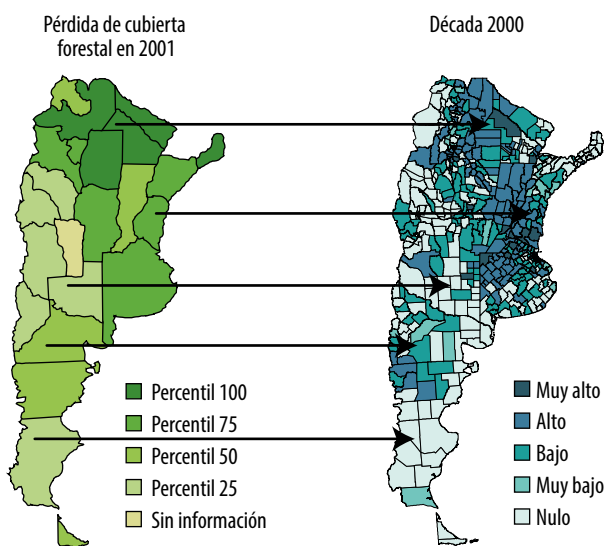 Pérdida de cubierta
forestal en 2001
Década 2000
Percentil 100
Percentil 75
Percentil 50
Percentil 25
Sin información
Muy alto
Alto
Bajo
Muy bajo
Nulo